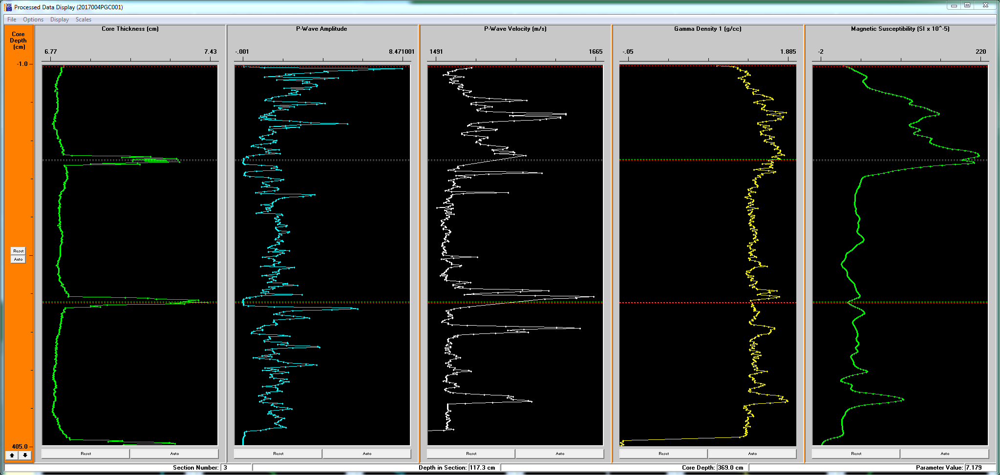 Processed Data Display (2017004PGC001)
File Options Display Scales
Core Depth (cm)
-1.0
Reset
Auto
405.0
Core Thickness (cm)
6.77 7.43
Reset Auto
P-Wave Amplitude
-.001 8.471001
Reset Auto
P-Wave Velocity (m/s)
1491 1665
Reset Auto
Gamma Density 1 (g/cc)
-.05 1.885
Reset Auto
Magnetic Susceptibility (SI x 10^-5)
-2 220
Reset Auto
Section Number: 3 Depth in Section: 117.3 cm Core Depth: 369.0 cm Parameter Value: 7.179